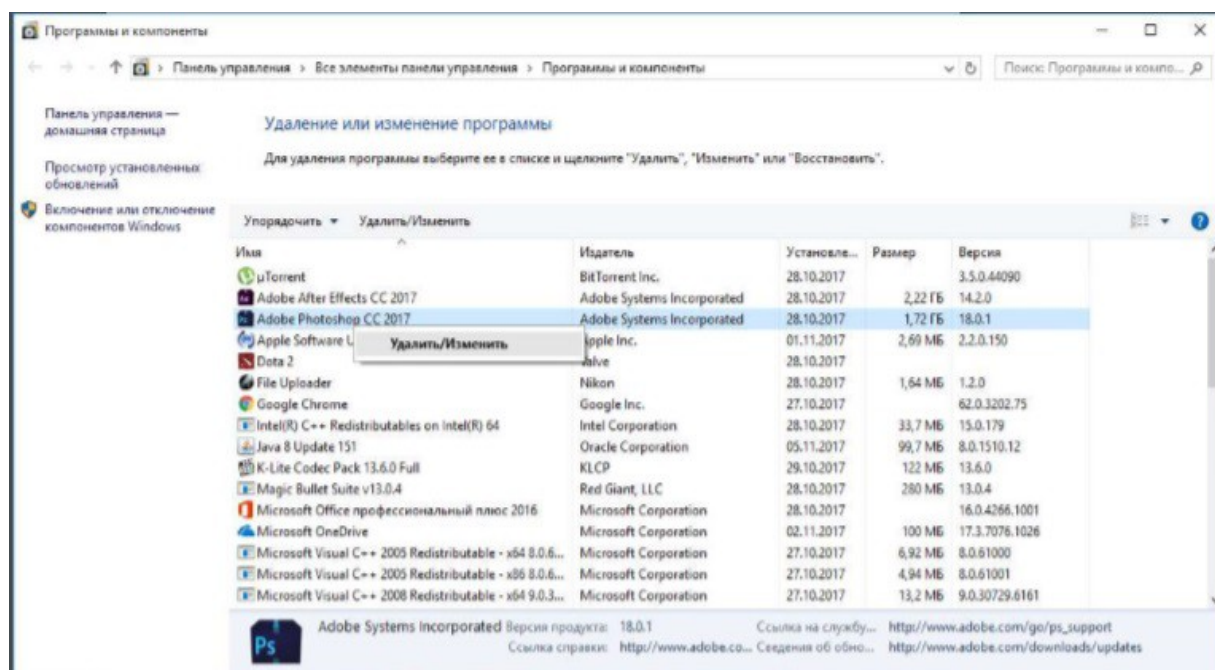 Программы и компоненты
Панель управления › Все элементы панели управления › Программы и компоненты
Поиск: Программы и компо...
Панель управления —
домашняя страница
Просмотр установленных
обновлений
Включение или отключение
компонентов Windows
Удаление или изменение программы
Для удаления программы выберите ее в списке и щелкните "Удалить", "Изменить" или "Восстановить".
Упорядочить Удалить/Изменить
Имя Издатель Установле... Размер Версия
µTorrent BitTorrent Inc. 28.10.2017 3.5.0.44090
Adobe After Effects CC 2017 Adobe Systems Incorporated 28.10.2017 2,22 ГБ 14.2.0
Adobe Photoshop CC 2017 Adobe Systems Incorporated 28.10.2017 1,72 ГБ 18.0.1
Apple Software Apple Inc. 01.11.2017 2,69 МБ 2.2.0.150
Удалить/Изменить
Dota 2 Valve 28.10.2017
File Uploader Nikon 28.10.2017 1,64 МБ 1.2.0
Google Chrome Google Inc. 27.10.2017 62.0.3202.75
Intel(R) C++ Redistributables on Intel(R) 64 Intel Corporation 28.10.2017 33,7 МБ 15.0.179
Java 8 Update 151 Oracle Corporation 05.11.2017 99,7 МБ 8.0.1510.12
K-Lite Codec Pack 13.6.0 Full KLCP 29.10.2017 122 МБ 13.6.0
Magic Bullet Suite v13.0.4 Red Giant, LLC 28.10.2017 280 МБ 13.0.4
Microsoft Office профессиональный плюс 2016 Microsoft Corporation 28.10.2017 16.0.4266.1001
Microsoft OneDrive Microsoft Corporation 02.11.2017 100 МБ 17.3.7076.1026
Microsoft Visual C++ 2005 Redistributable - x64 8.0.6... Microsoft Corporation 27.10.2017 6,92 МБ 8.0.61000
Microsoft Visual C++ 2005 Redistributable - x86 8.0.6... Microsoft Corporation 27.10.2017 4,94 МБ 8.0.61001
Microsoft Visual C++ 2008 Redistributable - x64 9.0.3... Microsoft Corporation 27.10.2017 13,2 МБ 9.0.30729.6161
Ps
Adobe Systems Incorporated Версия продукта: 18.0.1 Ссылка на службу... http://www.adobe.com/go/ps_support
Ссылка справки: http://www.adobe.co... Сведения об обно... http://www.adobe.com/downloads/updates